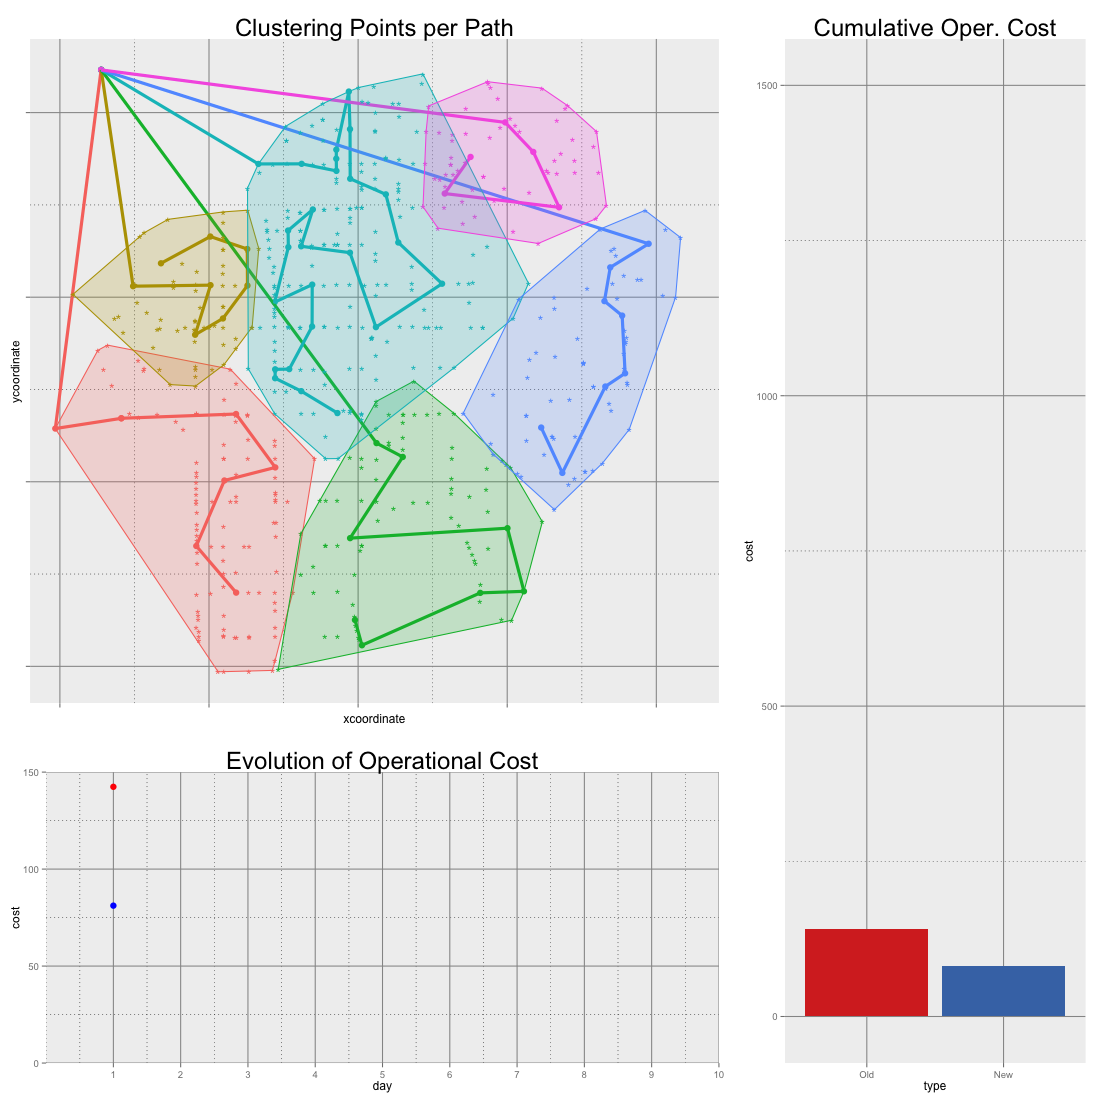 Clustering Points per Path
ycoordinate
xcoordinate
Evolution of Operational Cost
150
100
50
0
cost
1 2 3 4 5 6 7 8 9 10
day
Cumulative Oper. Cost
1500
1000
500
0
cost
Old New
type